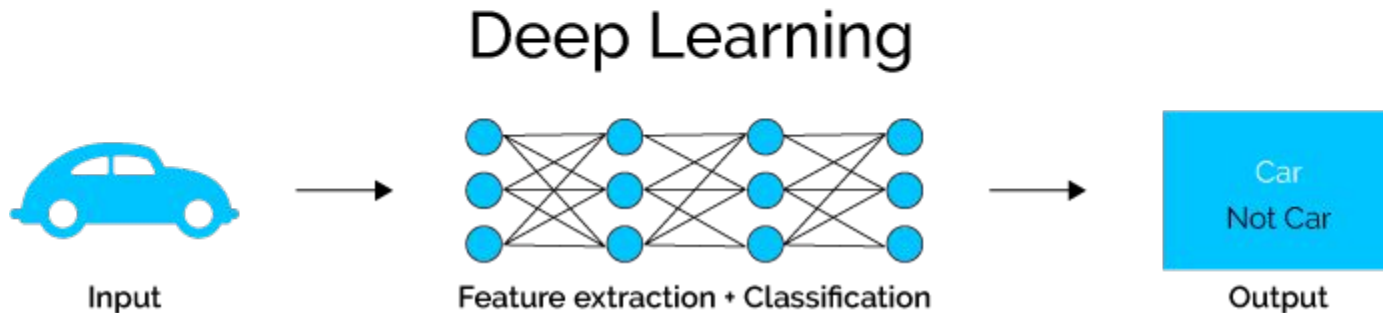 Deep Learning
Car
Not Car
Input
Feature extraction + Classification
Output